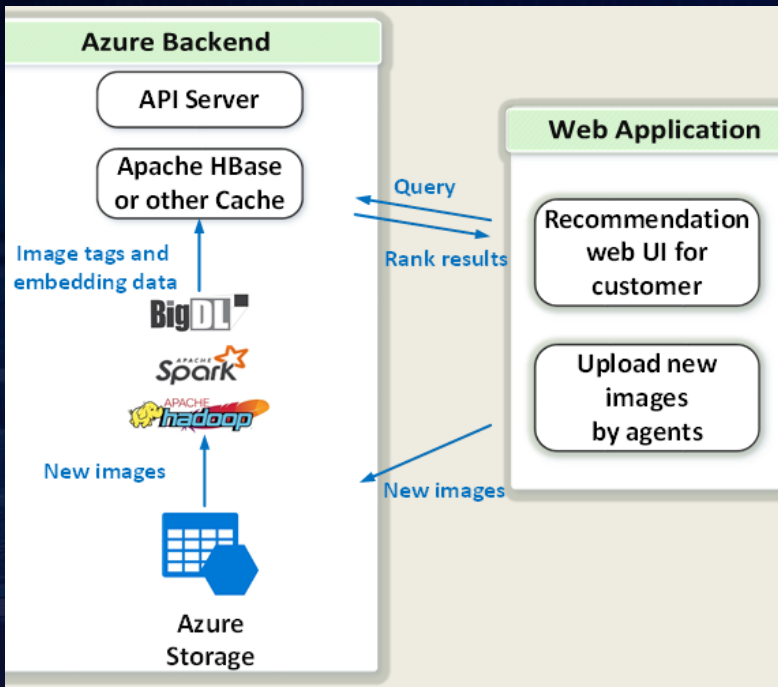 Azure Backend
API Server
Apache HBase
or other Cache
Image tags and
embedding data
BigDL
APACHE
Spark
APACHE
hadoop
New images
Azure
Storage
Query
Rank results
New images
Web Application
Recommendation
web UI for
customer
Upload new
images
by agents